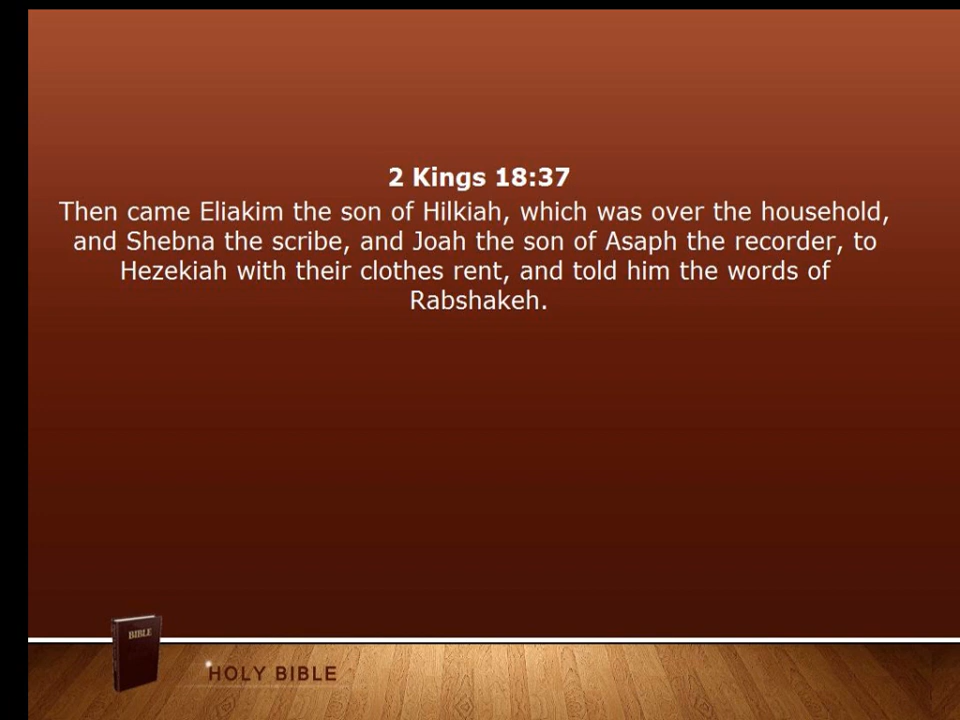 2 Kings 18:37
Then came Eliakim the son of Hilkiah, which was over the household,
and Shebna the scribe, and Joah the son of Asaph the recorder, to
Hezekiah with their clothes rent, and told him the words of
Rabshakeh.
BIBLE
HOLY BIBLE